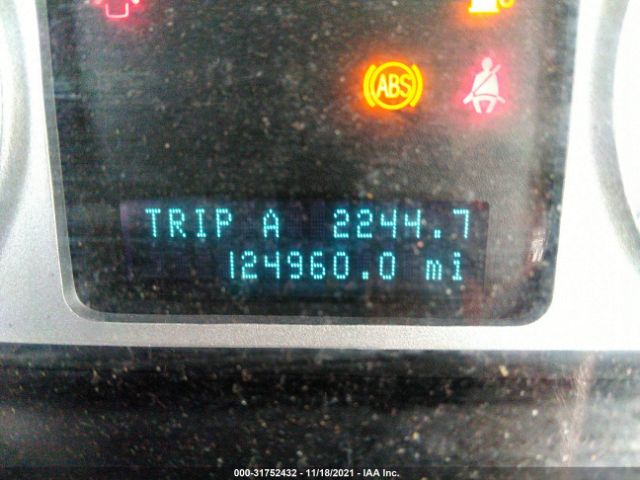 ABS
TRIP A 2244.7
124960.0 mi
000-31752432 - 11/18/2021 - IAA Inc.